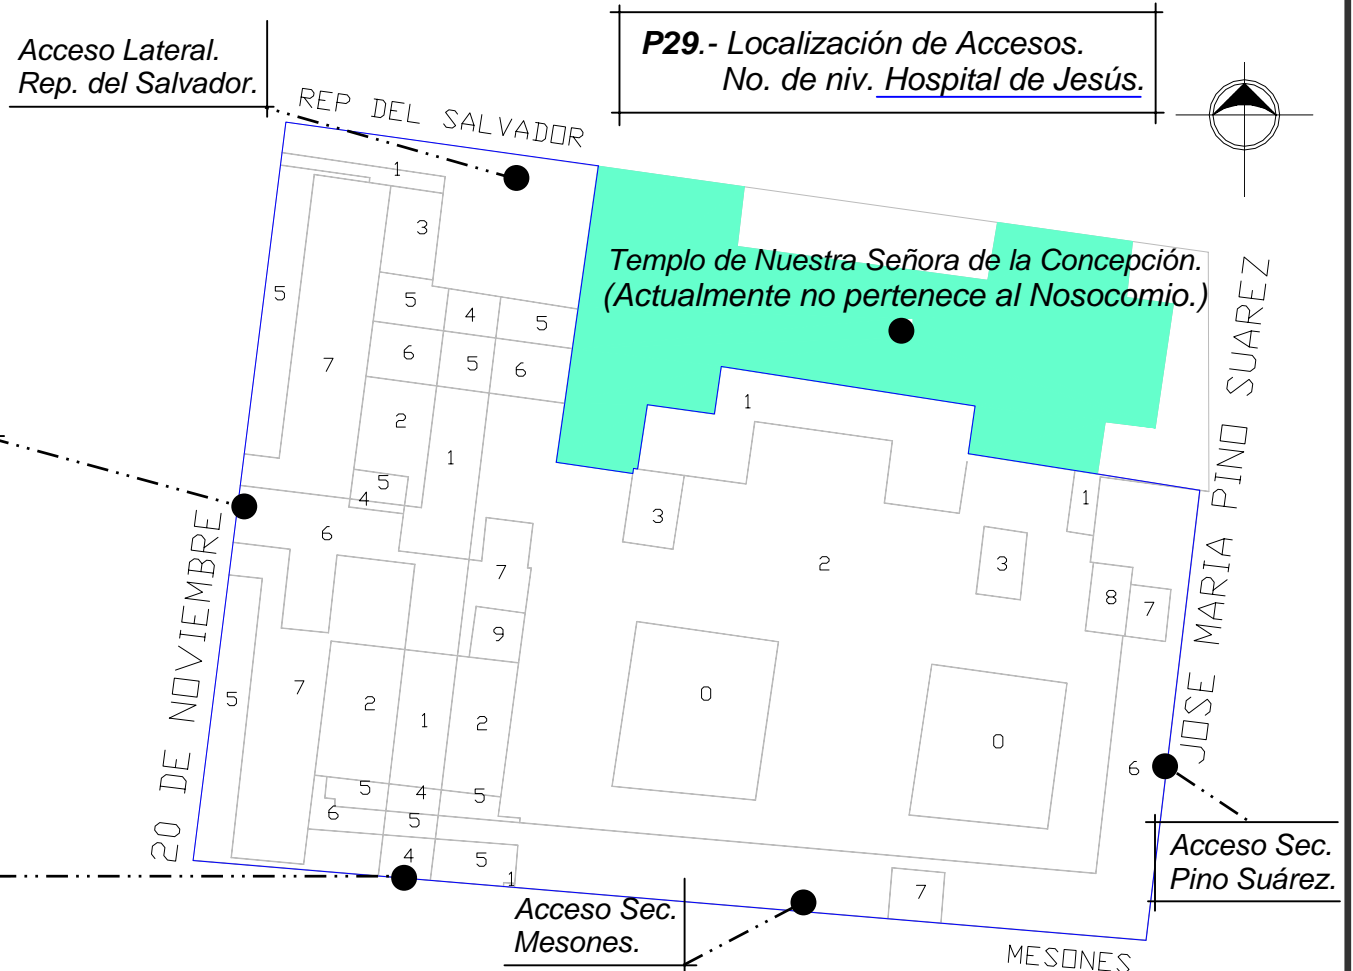 P29.- Localización de Accesos.
No. de niv. Hospital de Jesús.
Acceso Lateral.
Rep. del Salvador.
REP DEL SALVADOR
1
3
5
5
4
5
7
6
5
6
2
1
5
4
6
7
9
Templo de Nuestra Señora de la Concepción.
(Actualmente no pertenece al Nosocomio.)
1
3
2
3
1
8
7
JOSE MARIA PINO SUAREZ
20 DE NOVIEMBRE
5
7
2
1
2
0
0
6
5
4
5
6
5
4
5
1
7
Acceso Sec.
Pino Suárez.
Acceso Sec.
Mesones.
MESONES